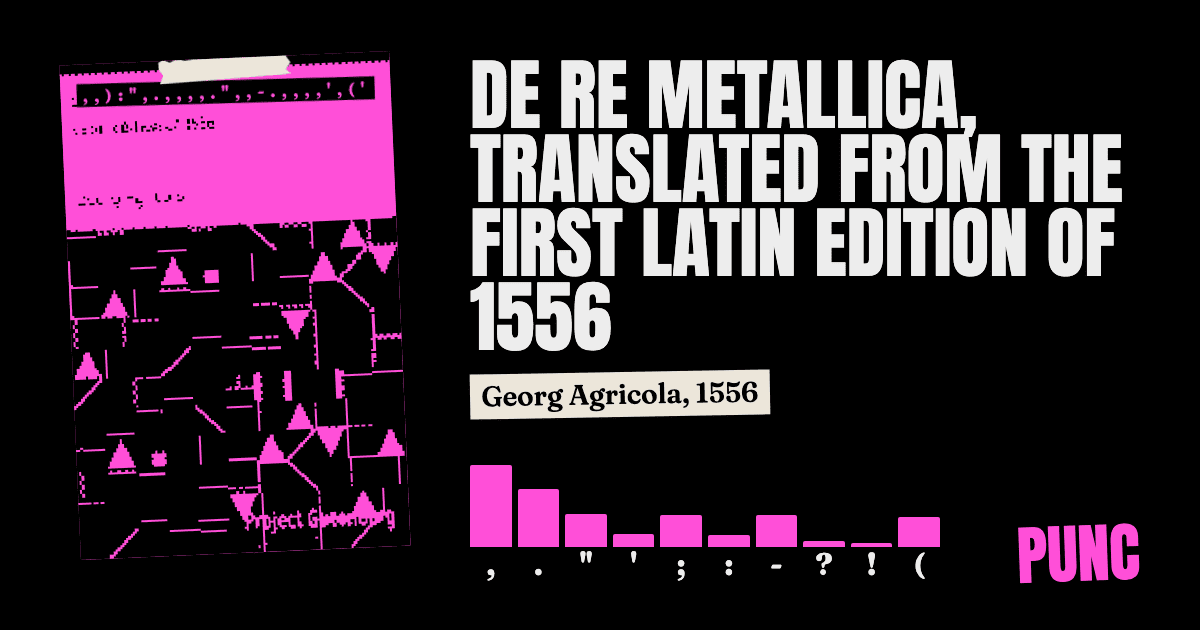 ,,):",.,,,,.",,-.,,,,',('
Project Gutenberg
DE RE METALLICA,
TRANSLATED FROM THE
FIRST LATIN EDITION OF
1556
Georg Agricola, 1556
, . " ' ; : - ? ! (
PUNC